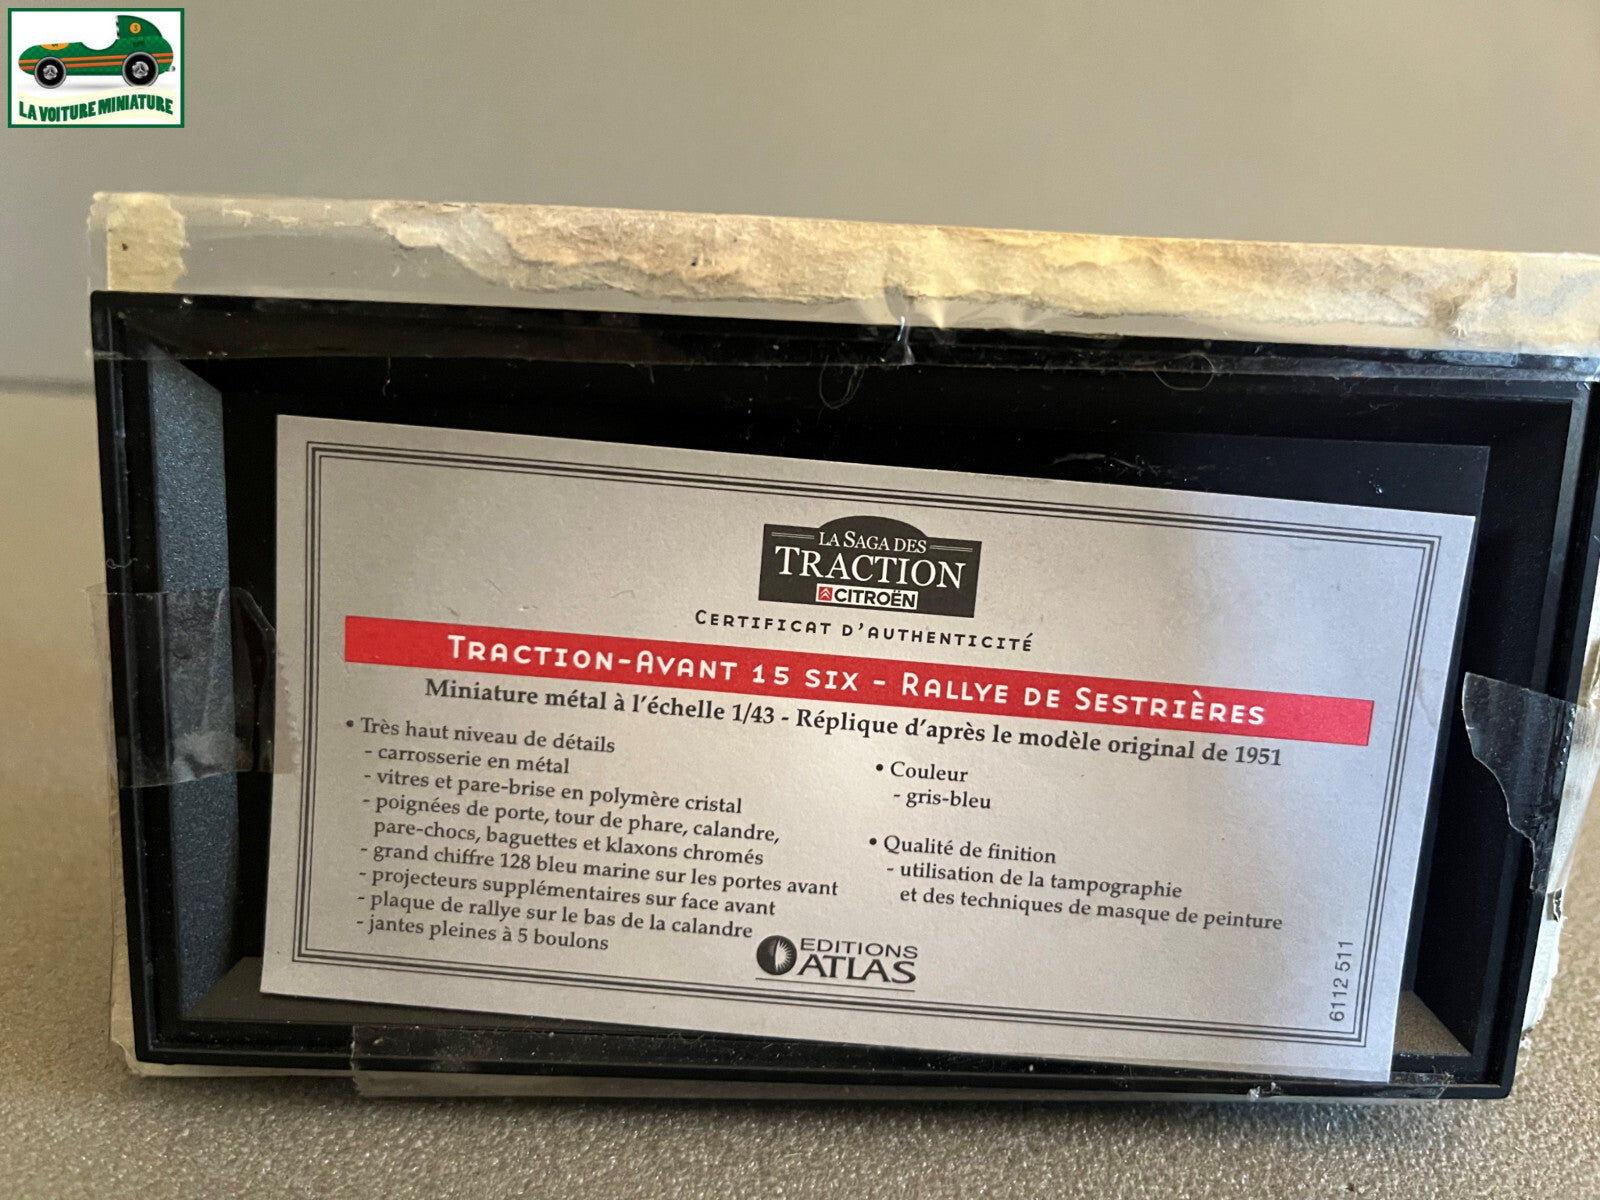 LA VOITURE MINIATURE
LA SAGA DES
TRACTION
CITROËN
CERTIFICAT D'AUTHENTICITÉ
TRACTION-AVANT 15 SIX - RALLYE DE SESTRIÈRES
Miniature métal à l'échelle 1/43 - Réplique d'après le modèle original de 1951
• Très haut niveau de détails
- carrosserie en métal
- vitres et pare-brise en polymère cristal
- poignées de porte, tour de phare, calandre,
pare-chocs, baguettes et klaxons chromés
- grand chiffre 128 bleu marine sur les portes avant
- projecteurs supplémentaires sur face avant
- plaque de rallye sur le bas de la calandre
- jantes pleines à 5 boulons
• Couleur
- gris-bleu
• Qualité de finition
- utilisation de la tampographie
et des techniques de masque de peinture
EDITIONS
ATLAS
6112 511